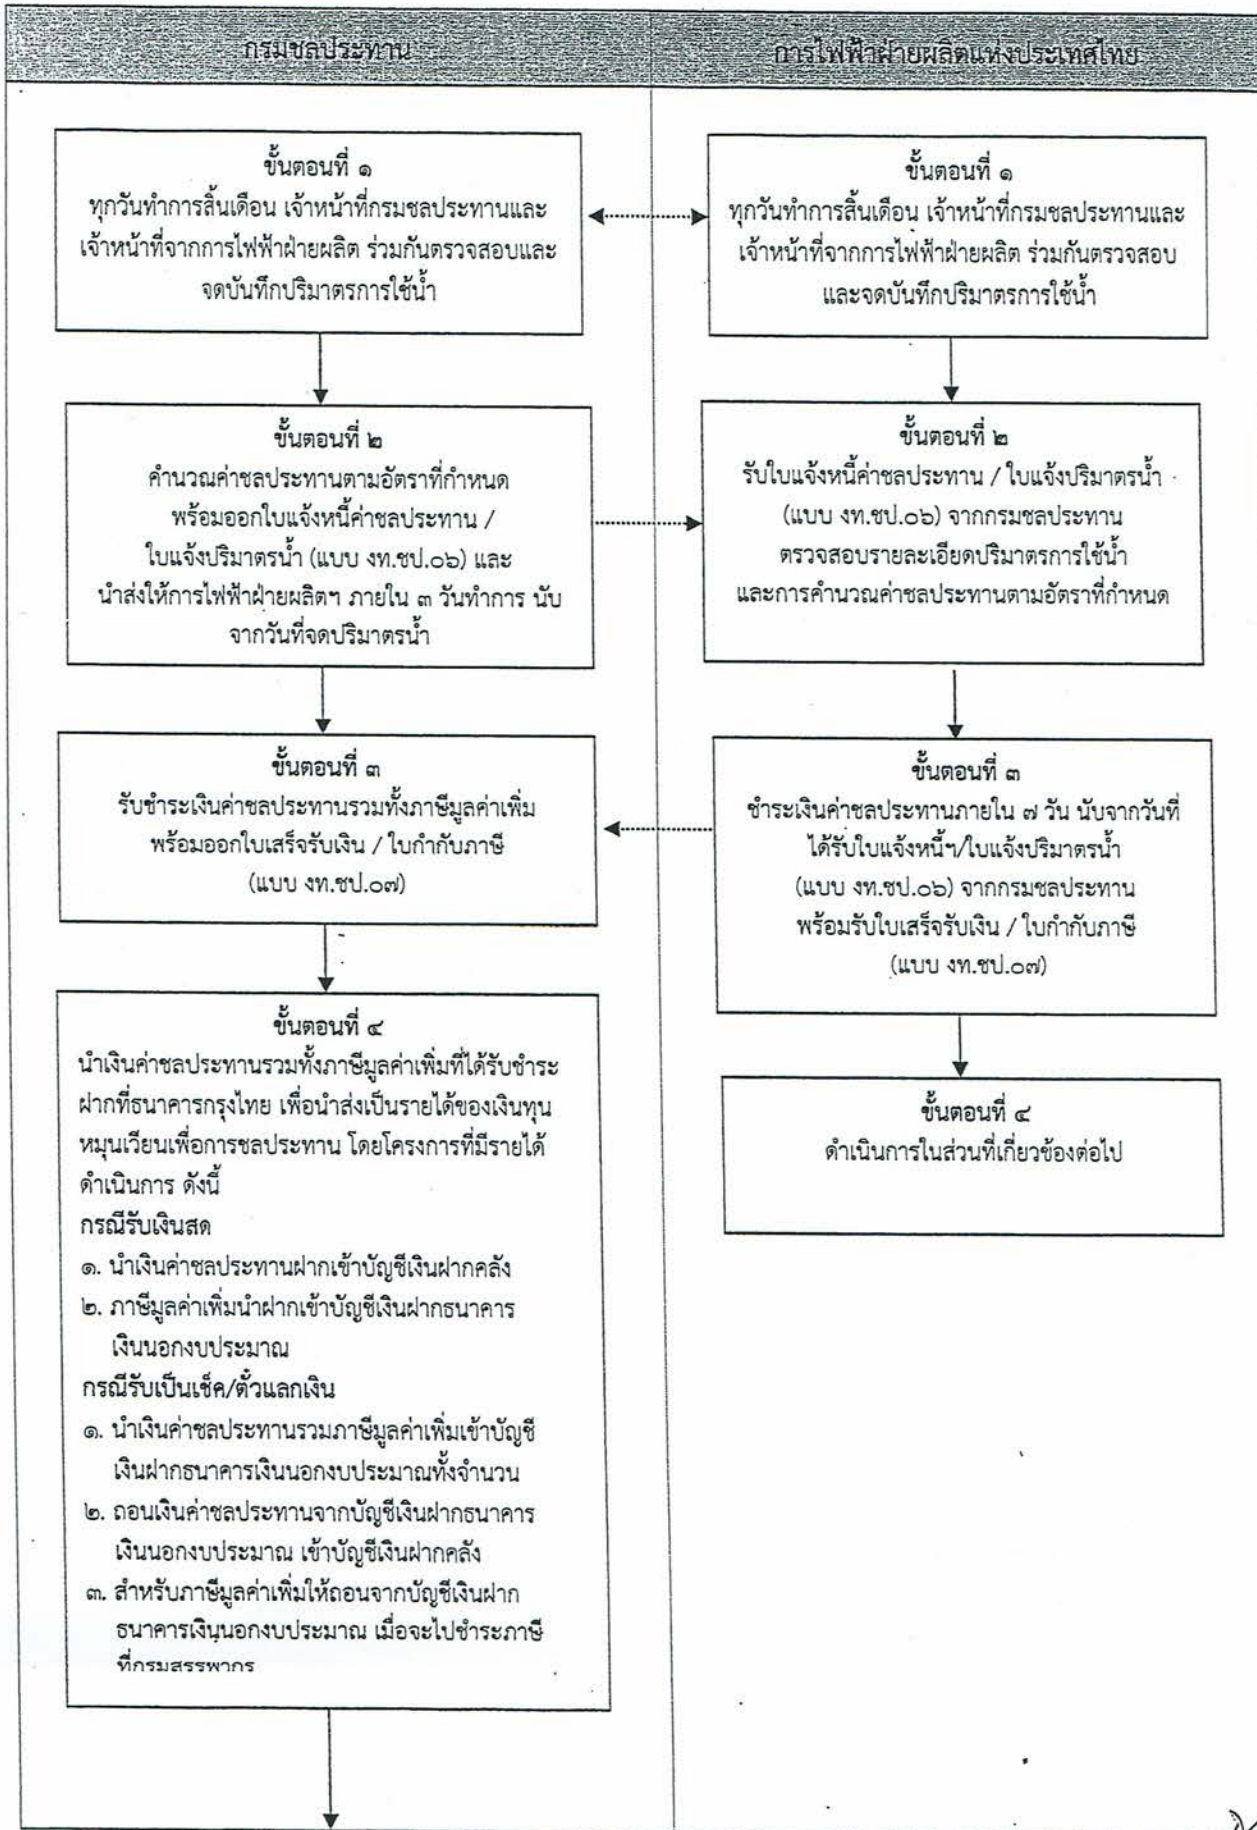 กรมชลประทาน
การไฟฟ้าฝ่ายผลิตแห่งประเทศไทย
ขั้นตอนที่ ๑
ทุกวันทำการสิ้นเดือน เจ้าหน้าที่กรมชลประทานและ
เจ้าหน้าที่จากการไฟฟ้าฝ่ายผลิต ร่วมกันตรวจสอบและ
จดบันทึกปริมาตรการใช้น้ำ
ขั้นตอนที่ ๑
ทุกวันทำการสิ้นเดือน เจ้าหน้าที่กรมชลประทานและ
เจ้าหน้าที่จากการไฟฟ้าฝ่ายผลิต ร่วมกันตรวจสอบ
และจดบันทึกปริมาตรการใช้น้ำ
ขั้นตอนที่ ๒
คำนวณค่าชลประทานตามอัตราที่กำหนด
พร้อมออกใบแจ้งหนี้ค่าชลประทาน /
ใบแจ้งปริมาตรน้ำ (แบบ งท.ชป.๐๖) และ
นำส่งให้การไฟฟ้าฝ่ายผลิตฯ ภายใน ๓ วันทำการ นับ
จากวันที่จดปริมาตรน้ำ
ขั้นตอนที่ ๒
รับใบแจ้งหนี้ค่าชลประทาน / ใบแจ้งปริมาตรน้ำ
(แบบ งท.ชป.๐๖) จากกรมชลประทาน
ตรวจสอบรายละเอียดปริมาตรการใช้น้ำ
และการคำนวณค่าชลประทานตามอัตราที่กำหนด
ขั้นตอนที่ ๓
รับชำระเงินค่าชลประทานรวมทั้งภาษีมูลค่าเพิ่ม
พร้อมออกใบเสร็จรับเงิน / ใบกำกับภาษี
(แบบ งท.ชป.๐๗)
ขั้นตอนที่ ๓
ชำระเงินค่าชลประทานภายใน ๗ วัน นับจากวันที่
ได้รับใบแจ้งหนี้ฯ/ใบแจ้งปริมาตรน้ำ
(แบบ งท.ชป.๐๖) จากกรมชลประทาน
พร้อมรับใบเสร็จรับเงิน / ใบกำกับภาษี
(แบบ งท.ชป.๐๗)
ขั้นตอนที่ ๔
นำเงินค่าชลประทานรวมทั้งภาษีมูลค่าเพิ่มที่ได้รับชำระ
ฝากที่ธนาคารกรุงไทย เพื่อนำส่งเป็นรายได้ของเงินทุน
หมุนเวียนเพื่อการชลประทาน โดยโครงการที่มีรายได้
ดำเนินการ ดังนี้
กรณีรับเงินสด
๑. นำเงินค่าชลประทานฝากเข้าบัญชีเงินฝากคลัง
๒. ภาษีมูลค่าเพิ่มนำฝากเข้าบัญชีเงินฝากธนาคาร
เงินนอกงบประมาณ
กรณีรับเป็นเช็ค/ตั๋วแลกเงิน
๑. นำเงินค่าชลประทานรวมภาษีมูลค่าเพิ่มเข้าบัญชี
เงินฝากธนาคารเงินนอกงบประมาณทั้งจำนวน
๒. ถอนเงินค่าชลประทานจากบัญชีเงินฝากธนาคาร
เงินนอกงบประมาณ เข้าบัญชีเงินฝากคลัง
๓. สำหรับภาษีมูลค่าเพิ่มให้ถอนจากบัญชีเงินฝาก
ธนาคารเงินนอกงบประมาณ เมื่อจะไปชำระภาษี
ที่กรมสรรพากร
ขั้นตอนที่ ๔
ดำเนินการในส่วนที่เกี่ยวข้องต่อไป